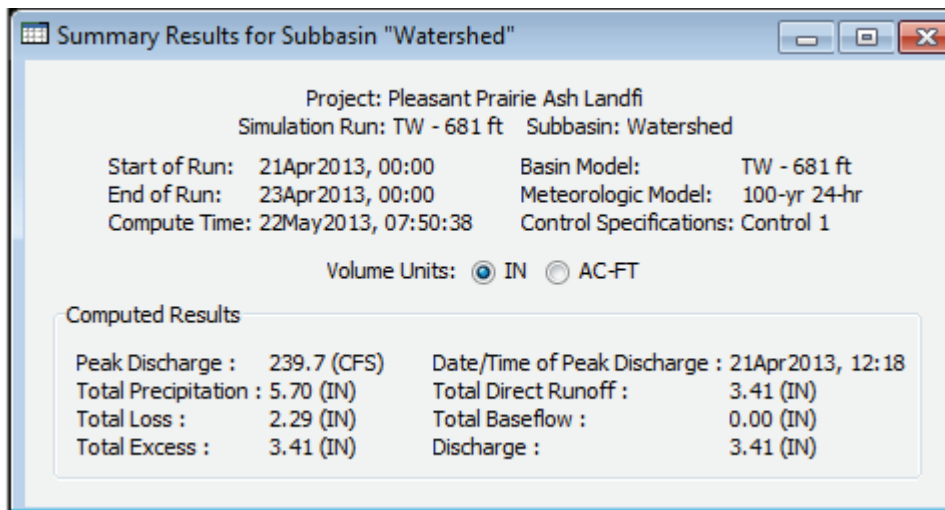 Summary Results for Subbasin "Watershed"
Project: Pleasant Prairie Ash Landfi
Simulation Run: TW - 681 ft Subbasin: Watershed
Start of Run: 21Apr2013, 00:00 Basin Model: TW - 681 ft
End of Run: 23Apr2013, 00:00 Meteorologic Model: 100-yr 24-hr
Compute Time: 22May2013, 07:50:38 Control Specifications: Control 1
Volume Units: IN AC-FT
Computed Results
Peak Discharge : 239.7 (CFS) Date/Time of Peak Discharge : 21Apr2013, 12:18
Total Precipitation : 5.70 (IN) Total Direct Runoff : 3.41 (IN)
Total Loss : 2.29 (IN) Total Baseflow : 0.00 (IN)
Total Excess : 3.41 (IN) Discharge : 3.41 (IN)